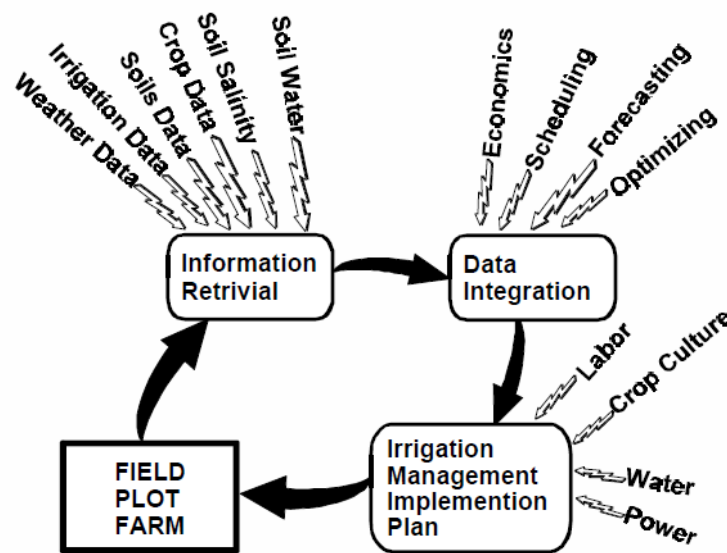 Weather Data
Irrigation Data
Soils Data
Crop Data
Soil Salinity
Soil Water
Economics
Scheduling
Forecasting
Optimizing
Information
Retrivial
Data
Integration
Labor
Crop Culture
Water
Power
Irrigation
Management
Implemention
Plan
FIELD
PLOT
FARM